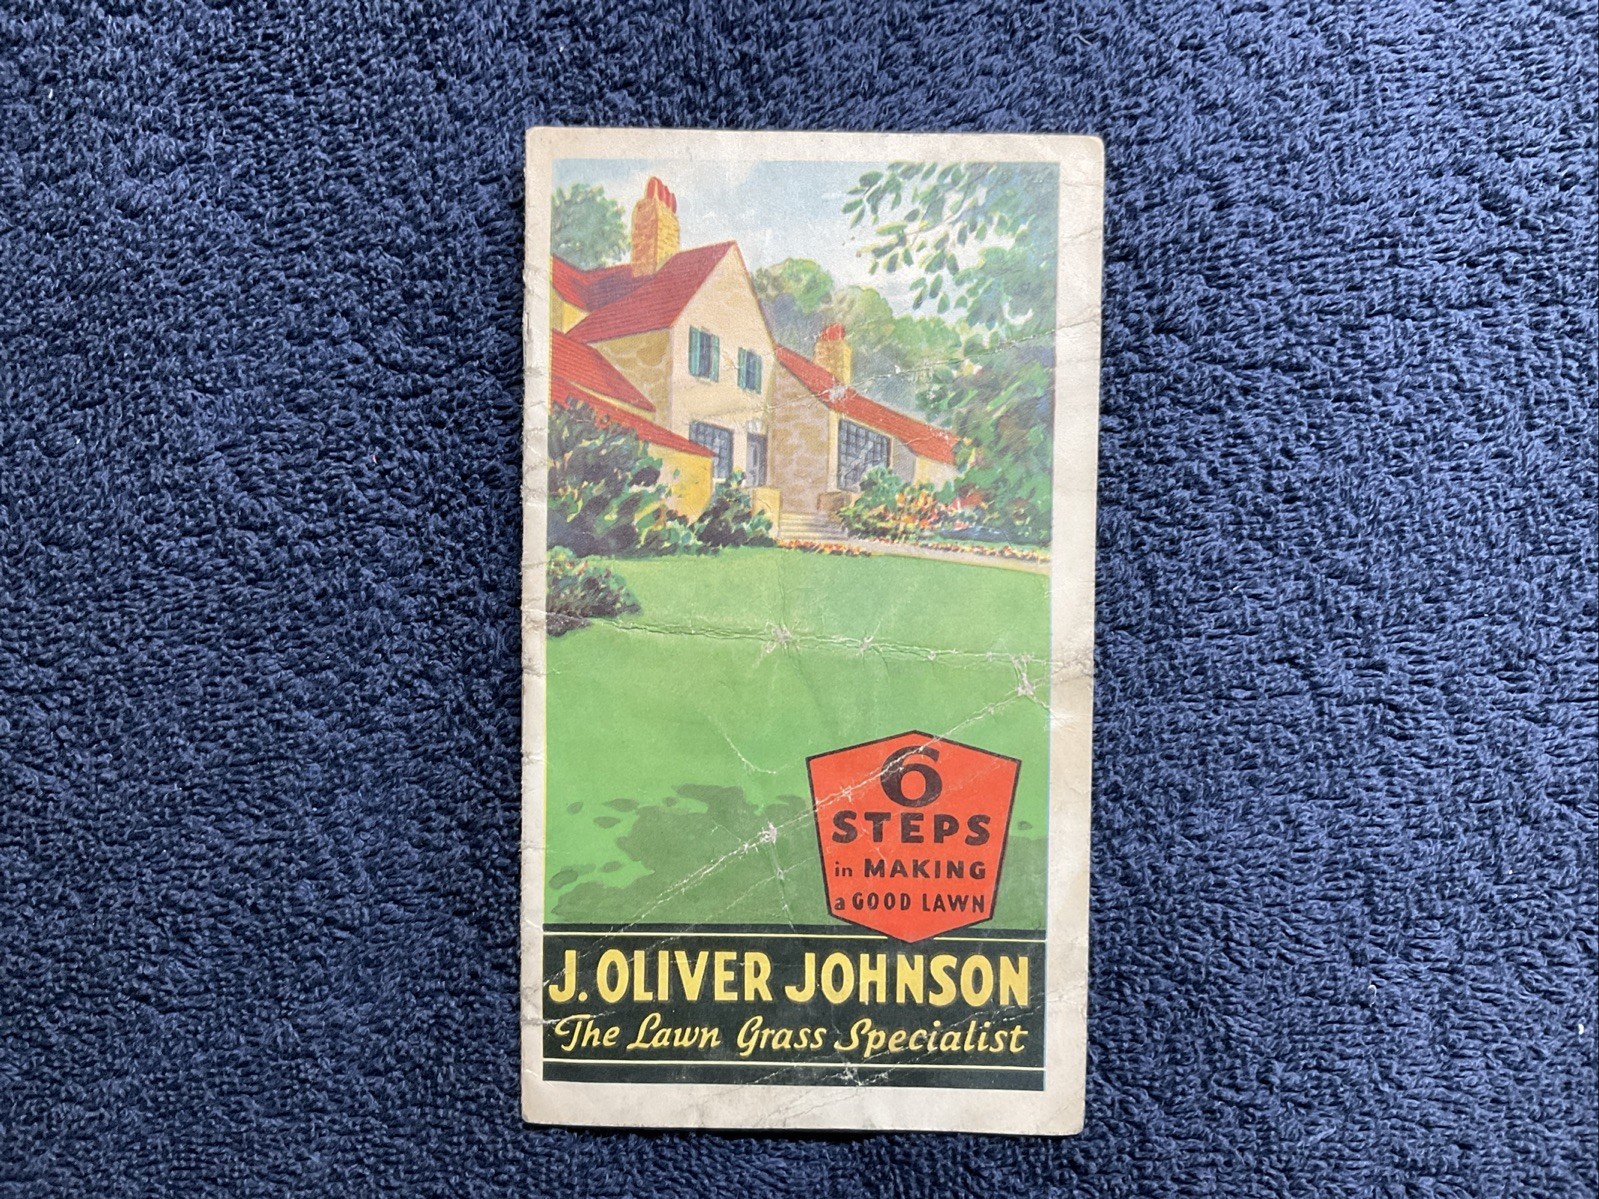 6
STEPS
in MAKING
a GOOD LAWN
J. OLIVER JOHNSON
The Lawn Grass Specialist